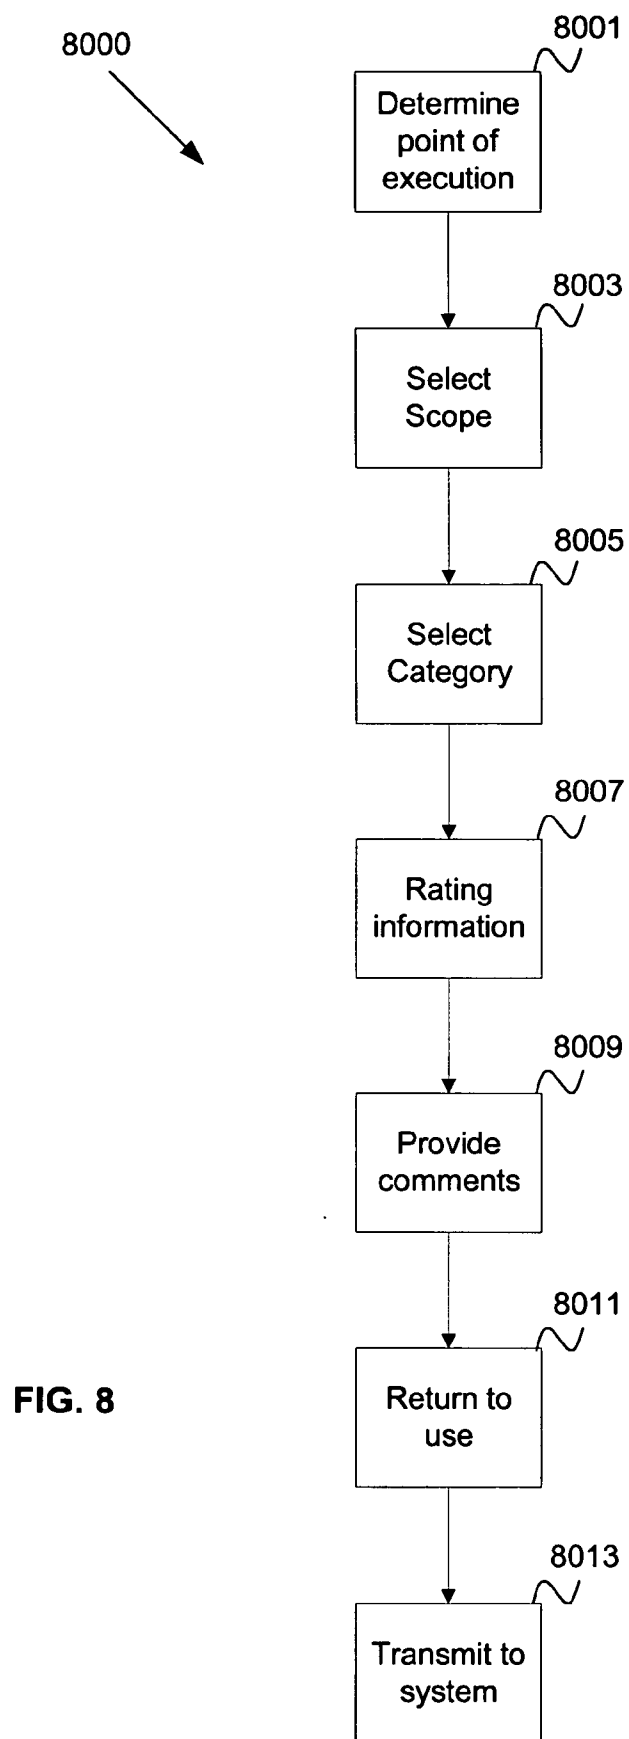 8000
8001
Determine
point of
execution
8003
Select
Scope
8005
Select
Category
8007
Rating
information
8009
Provide
comments
8011
FIG. 8
Return to
use
8013
Transmit to
system